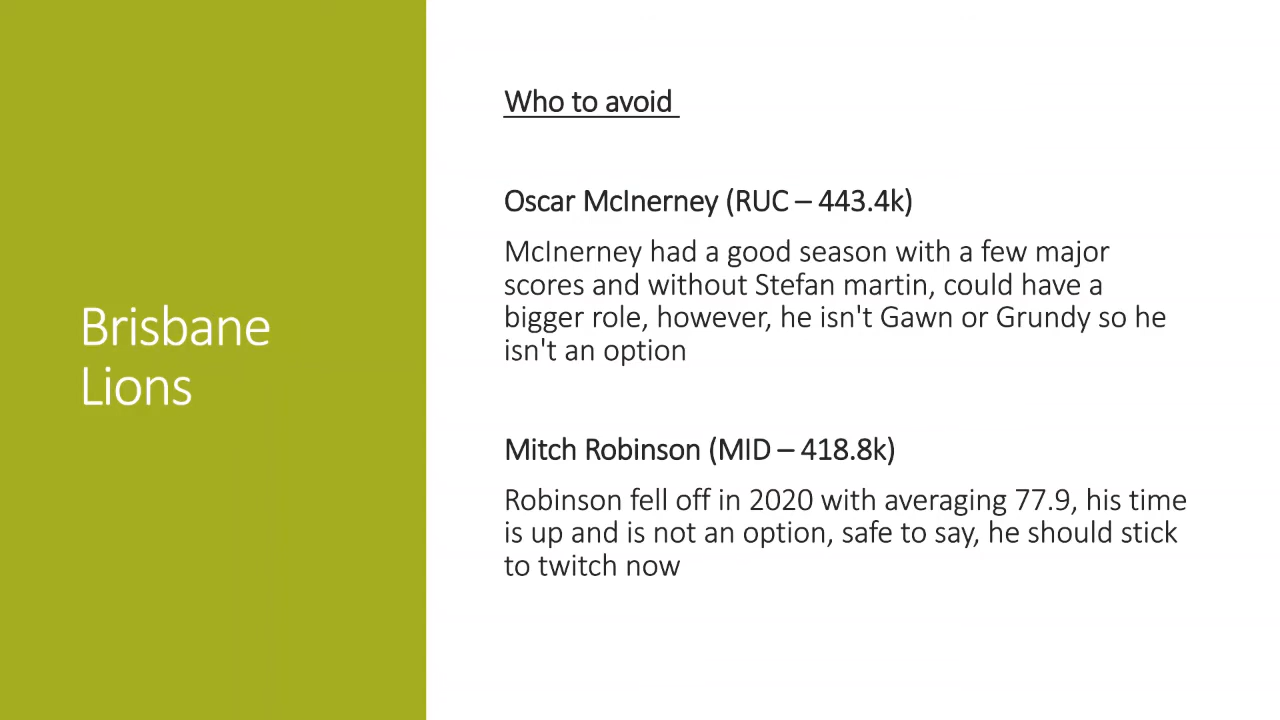 Brisbane
Lions
Who to avoid
Oscar McInerney (RUC – 443.4k)
McInerney had a good season with a few major
scores and without Stefan martin, could have a
bigger role, however, he isn't Gawn or Grundy so he
isn't an option
Mitch Robinson (MID – 418.8k)
Robinson fell off in 2020 with averaging 77.9, his time
is up and is not an option, safe to say, he should stick
to twitch now